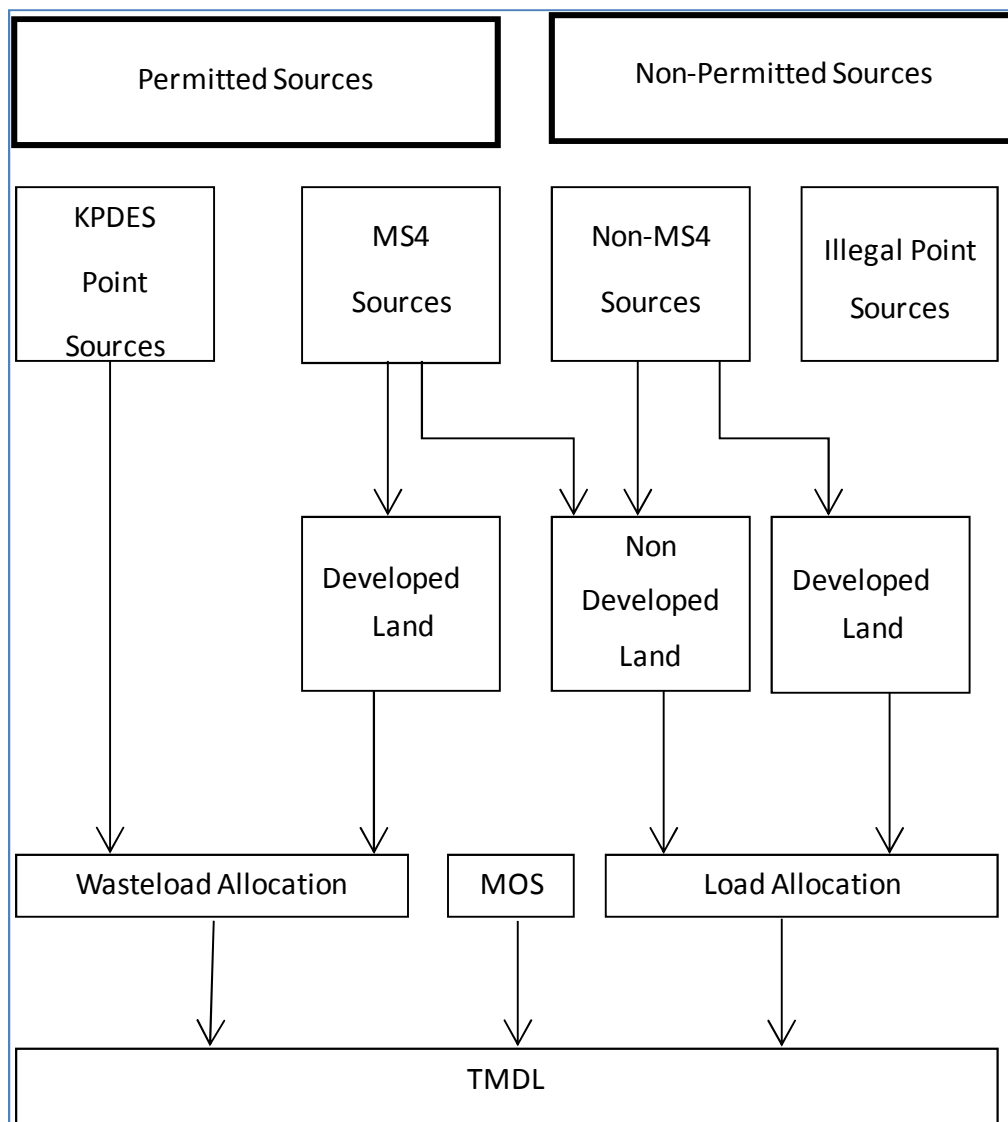 Permitted Sources
Non-Permitted Sources
KPDES
Point
Sources
MS4
Sources
Non-MS4
Sources
Illegal Point
Sources
Developed
Land
Non
Developed
Land
Developed
Land
Wasteload Allocation
MOS
Load Allocation
TMDL